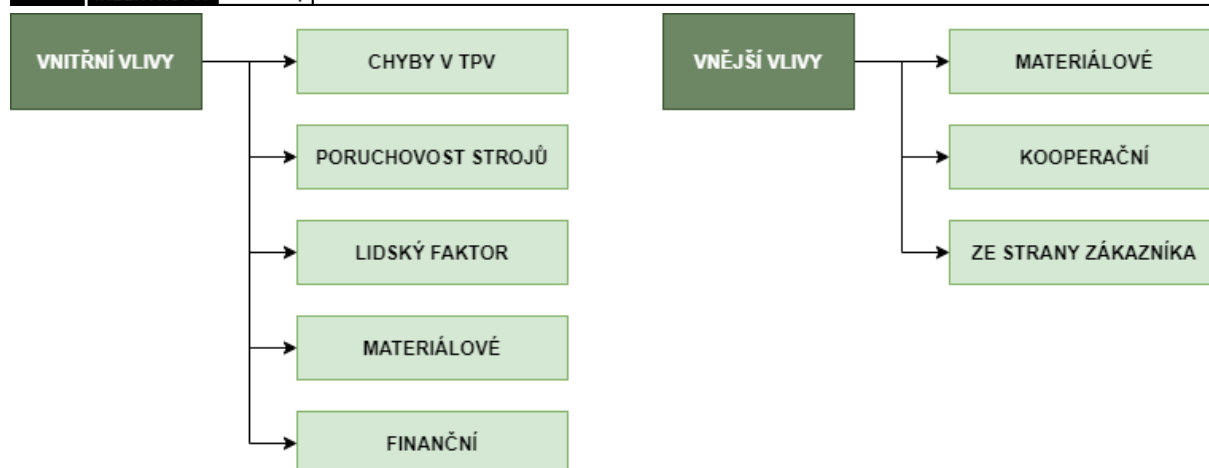 VNITŘNÍ VLIVY
CHYBY V TPV
PORUCHOVOST STROJŮ
LIDSKÝ FAKTOR
MATERIÁLOVÉ
FINANČNÍ
VNĚJŠÍ VLIVY
MATERIÁLOVÉ
KOOPERAČNÍ
ZE STRANY ZÁKAZNÍKA